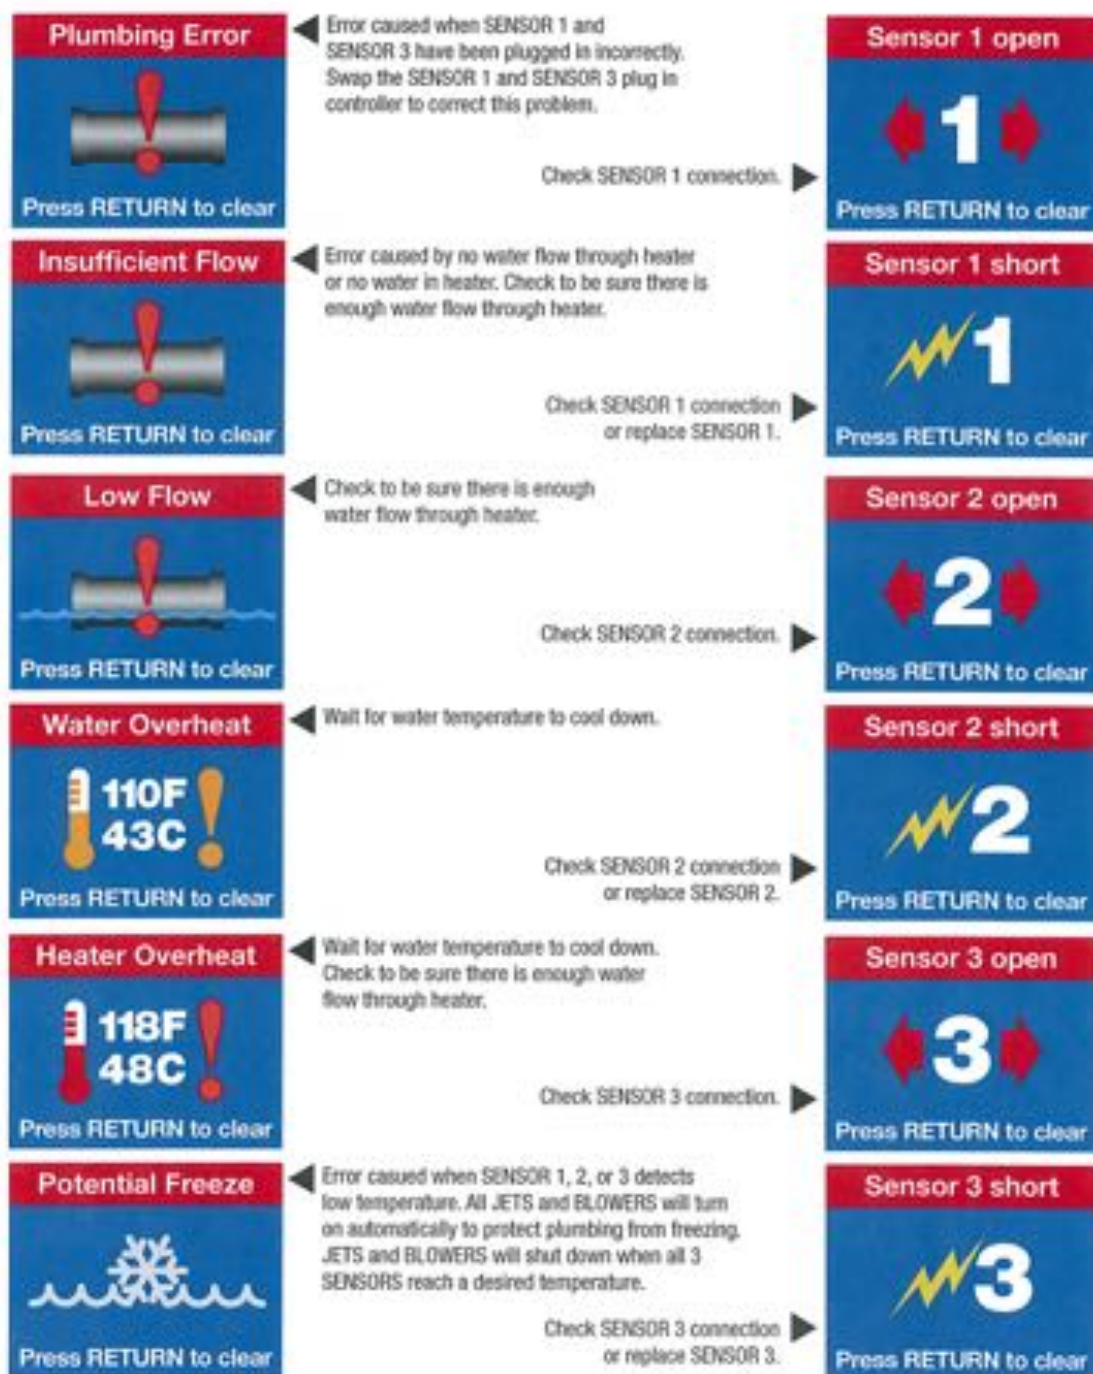 Plumbing Error
Press RETURN to clear
Error caused when SENSOR 1 and
SENSOR 3 have been plugged in incorrectly.
Swap the SENSOR 1 and SENSOR 3 plug in
controller to correct this problem.
Sensor 1 open
1
Press RETURN to clear
Check SENSOR 1 connection.
Insufficient Flow
Press RETURN to clear
Error caused by no water flow through heater
or no water in heater. Check to be sure there is
enough water flow through heater.
Sensor 1 short
1
Press RETURN to clear
Check SENSOR 1 connection
or replace SENSOR 1.
Low Flow
Press RETURN to clear
Check to be sure there is enough
water flow through heater.
Sensor 2 open
2
Press RETURN to clear
Check SENSOR 2 connection.
Water Overheat
110F
43C
Press RETURN to clear
Wait for water temperature to cool down.
Sensor 2 short
2
Press RETURN to clear
Check SENSOR 2 connection
or replace SENSOR 2.
Heater Overheat
118F
48C
Press RETURN to clear
Wait for water temperature to cool down.
Check to be sure there is enough water
flow through heater.
Sensor 3 open
3
Press RETURN to clear
Check SENSOR 3 connection.
Potential Freeze
Press RETURN to clear
Error casued when SENSOR 1, 2, or 3 detects
low temperature. All JETS and BLOWERS will turn
on automatically to protect plumbing from freezing.
JETS and BLOWERS will shut down when all 3
SENSORS reach a desired temperature.
Sensor 3 short
3
Press RETURN to clear
Check SENSOR 3 connection
or replace SENSOR 3.